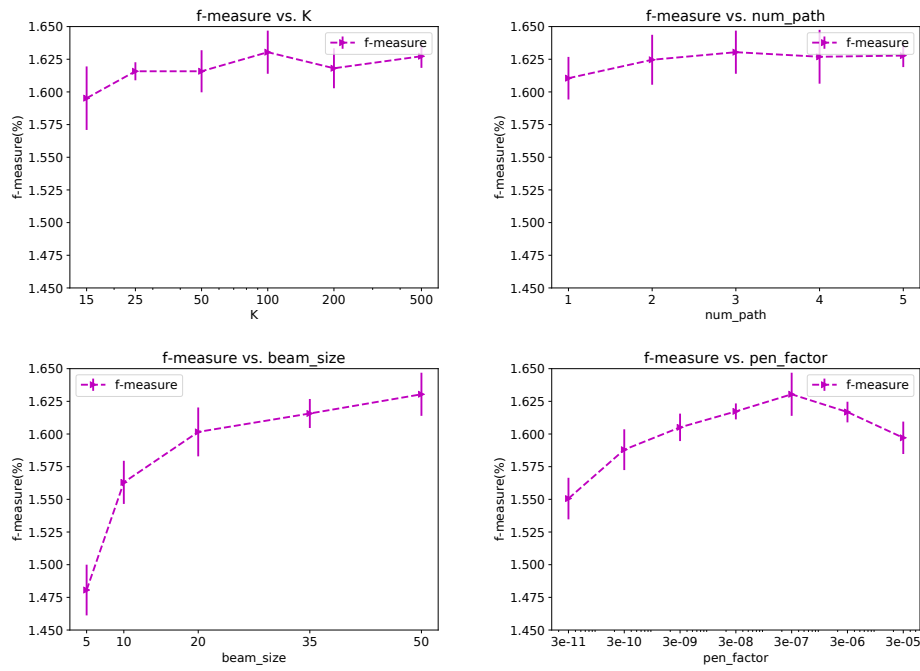 f-measure vs. K
1.650
1.625
1.600
1.575
1.550
1.525
1.500
1.475
1.450
f-measure(%)
f-measure
15 25 50 100 200 500
K
f-measure vs. num_path
1.650
1.625
1.600
1.575
1.550
1.525
1.500
1.475
1.450
f-measure(%)
f-measure
1 2 3 4 5
num_path
f-measure vs. beam_size
1.650
1.625
1.600
1.575
1.550
1.525
1.500
1.475
1.450
f-measure(%)
f-measure
5 10 20 35 50
beam_size
f-measure vs. pen_factor
1.650
1.625
1.600
1.575
1.550
1.525
1.500
1.475
1.450
f-measure(%)
f-measure
3e-11 3e-10 3e-09 3e-08 3e-07 3e-06 3e-05
pen_factor